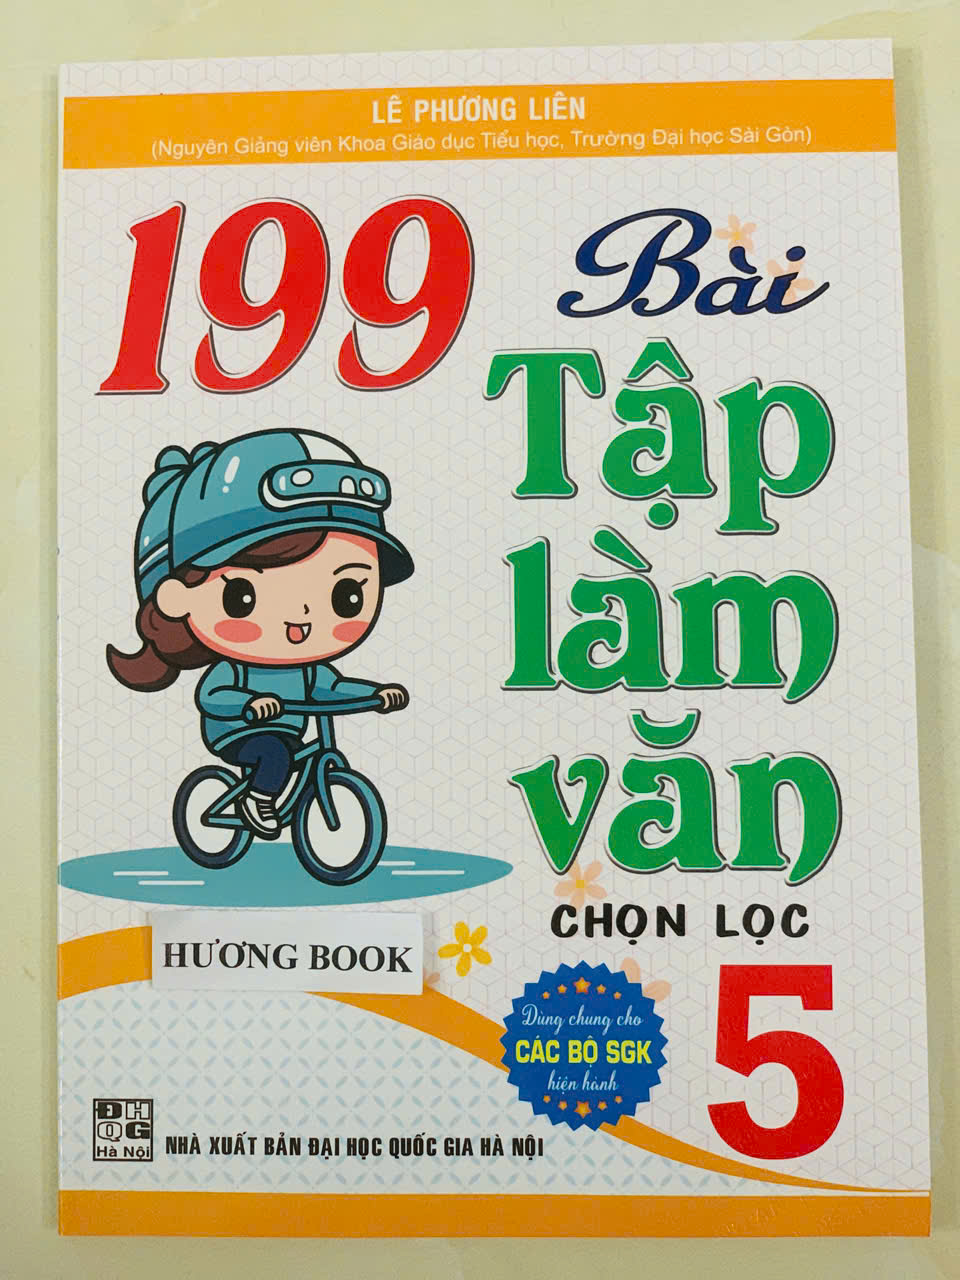 LÊ PHƯƠNG LIÊN
(Nguyên Giảng viên Khoa Giáo dục Tiểu học, Trường Đại học Sài Gòn)
199
Bài
Tập
làm
văn
CHỌN LỌC
5
HƯƠNG BOOK
Dùng chung cho
CÁC BỘ SGK
hiện hành
ĐH
QG
Hà Nội
NHÀ XUẤT BẢN ĐẠI HỌC QUỐC GIA HÀ NỘI